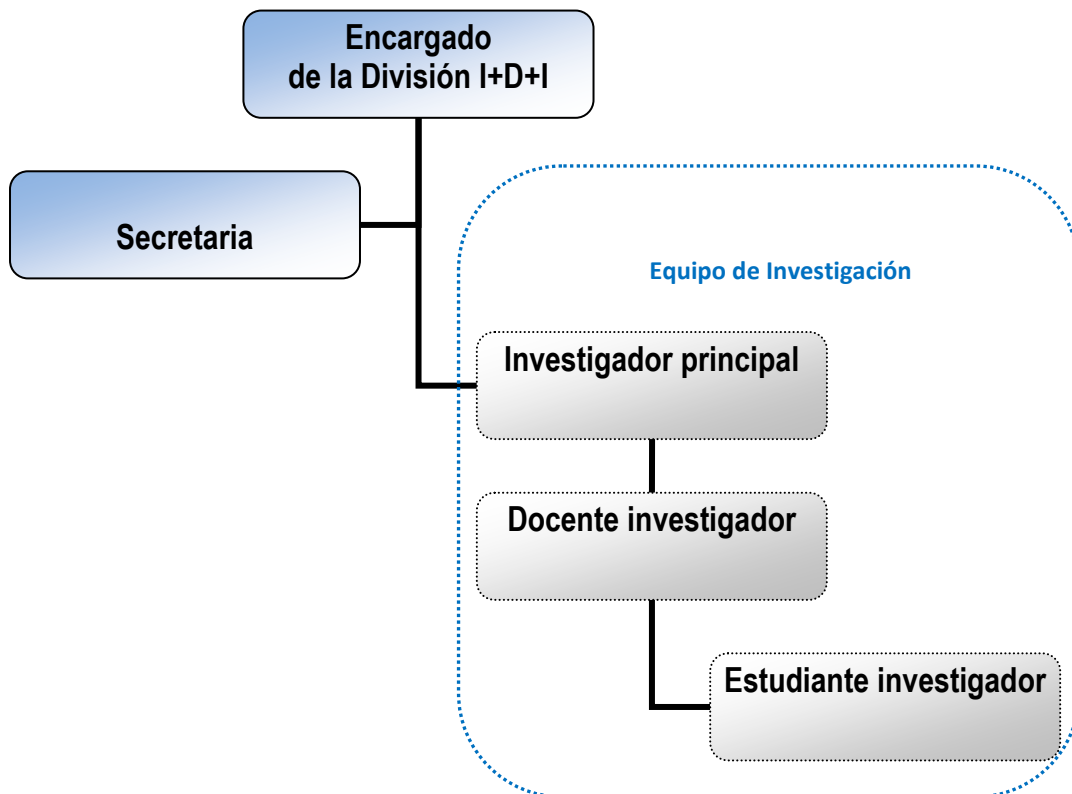 Encargado
de la División I+D+I
Secretaria
Equipo de Investigación
Investigador principal
Docente investigador
Estudiante investigador